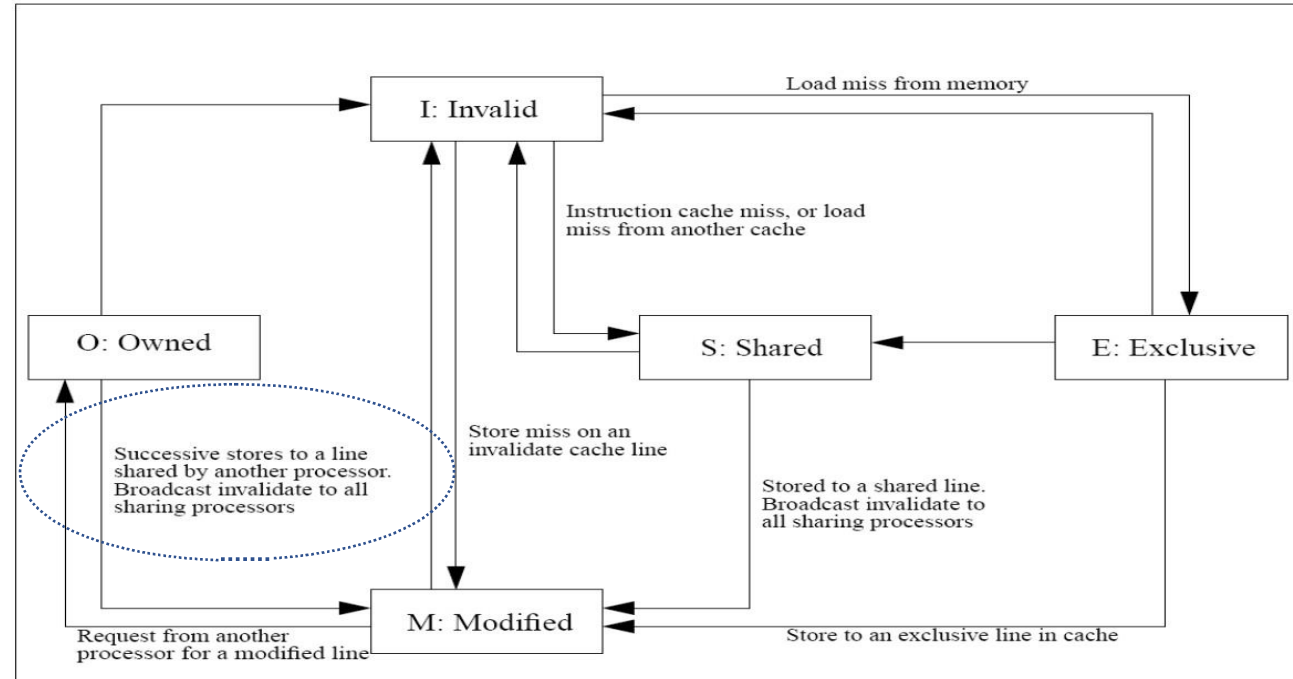 Load miss from memory
I: Invalid
Instruction cache miss, or load
miss from another cache
O: Owned
S: Shared
E: Exclusive
Successive stores to a line
shared by another processor.
Broadcast invalidate to all
sharing processors
Store miss on an
invalidate cache line
Stored to a shared line.
Broadcast invalidate to
all sharing processors
M: Modified
Request from another
processor for a modified line
Store to an exclusive line in cache